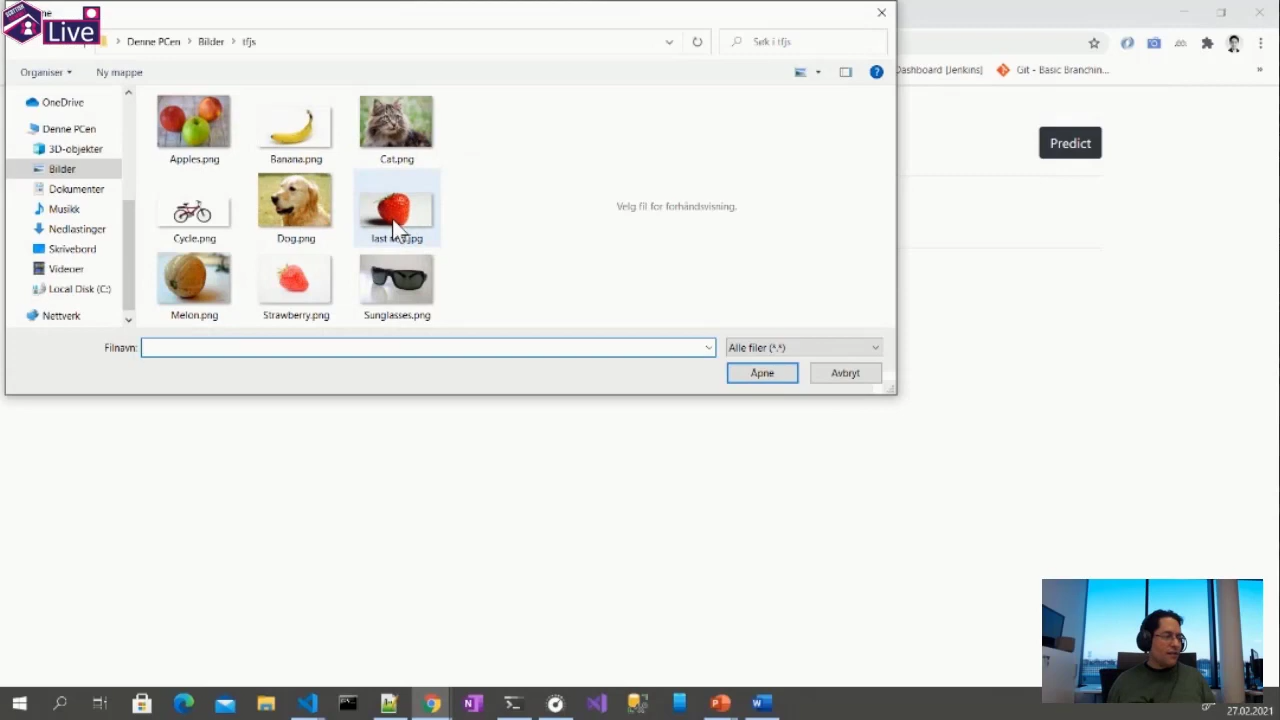 Live
Denne PCen > Bilder > tfjs
Søk i tfjs
Organiser
Ny mappe
Dashboard [Jenkins]
Git - Basic Branchin...
OneDrive
Denne PCen
3D-objekter
Bilder
Dokumenter
Musikk
Nedlastinger
Skrivebord
Videoer
Local Disk (C:)
Nettverk
Apples.png
Banana.png
Cat.png
Cycle.png
Dog.png
Melon.png
Strawberry.png
Sunglasses.png
Velg fil for forhåndsvisning.
Predict
Filnavn:
Alle filer (*.*)
Åpne
Avbryt
27.02.2021